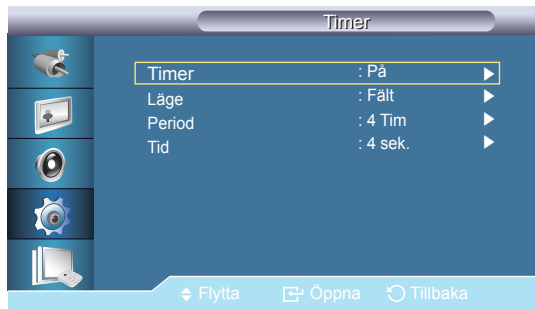 Timer
Timer : På
Läge : Fält
Period : 4 Tim
Tid : 4 sek.
Flytta Öppna Tillbaka